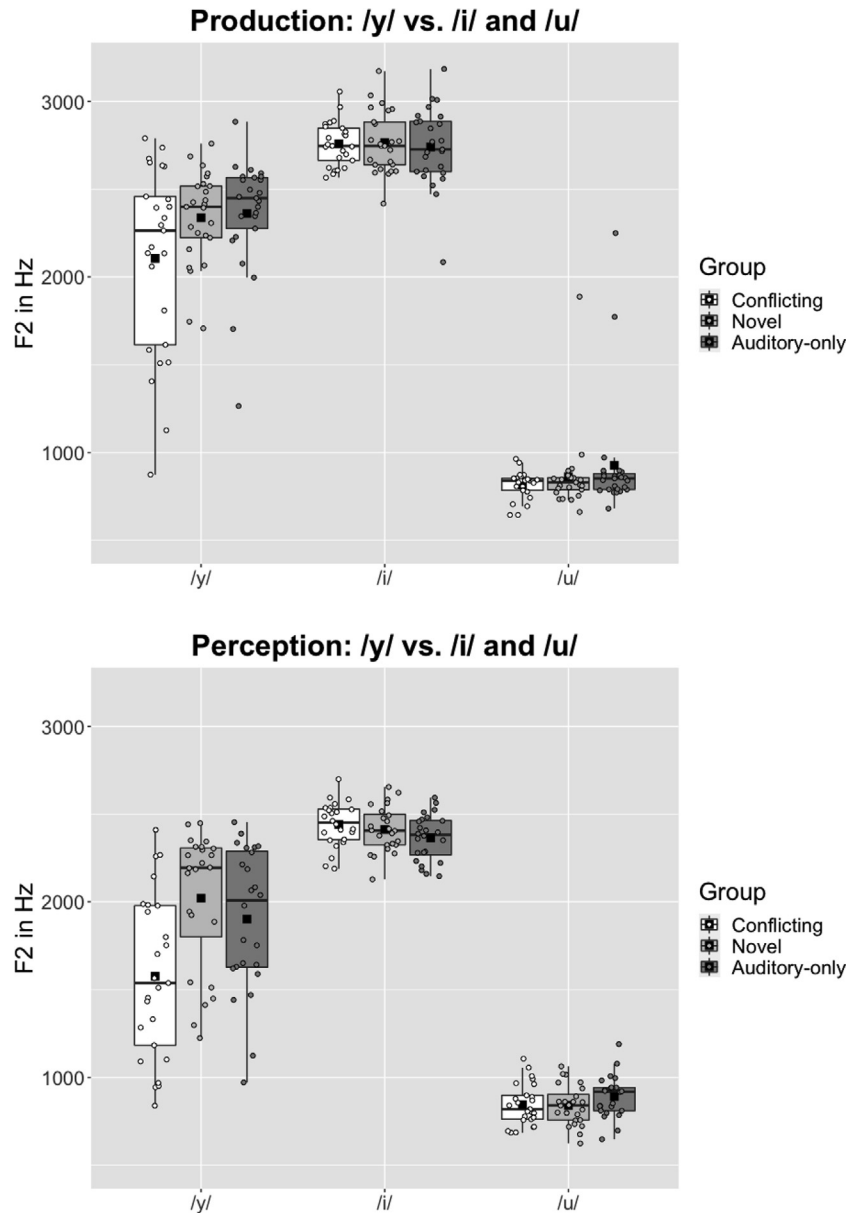 Production: /y/ vs. /i/ and /u/
3000
2000
1000
F2 in Hz
/y/
/i/
/u/
Group
Conflicting
Novel
Auditory-only
Perception: /y/ vs. /i/ and /u/
3000
2000
1000
F2 in Hz
/y/
/i/
/u/
Group
Conflicting
Novel
Auditory-only